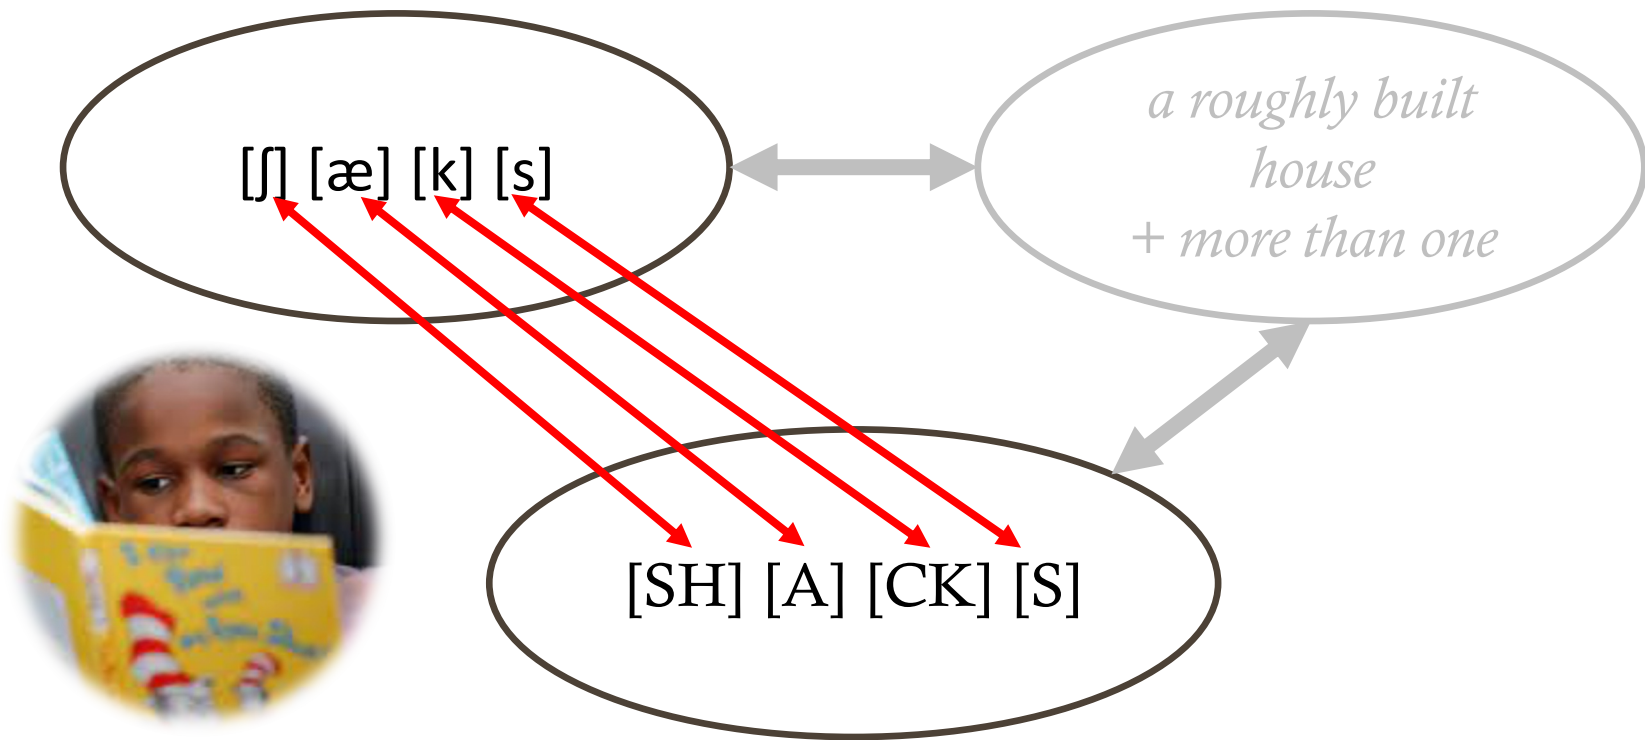 [ʃ] [æ] [k] [s]
a roughly built
house
+ more than one
[SH] [A] [CK] [S]